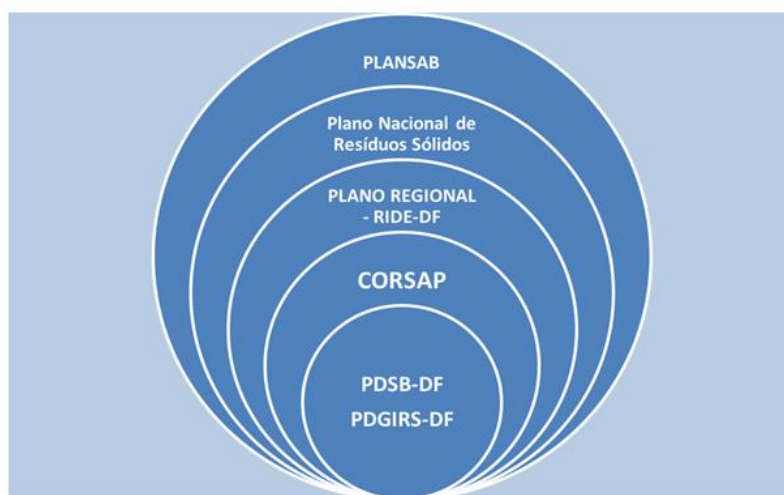 PLANSAB
Plano Nacional de
Resíduos Sólidos
PLANO REGIONAL
- RIDE-DF
CORSAP
PDSB-DF
PDGIRS-DF